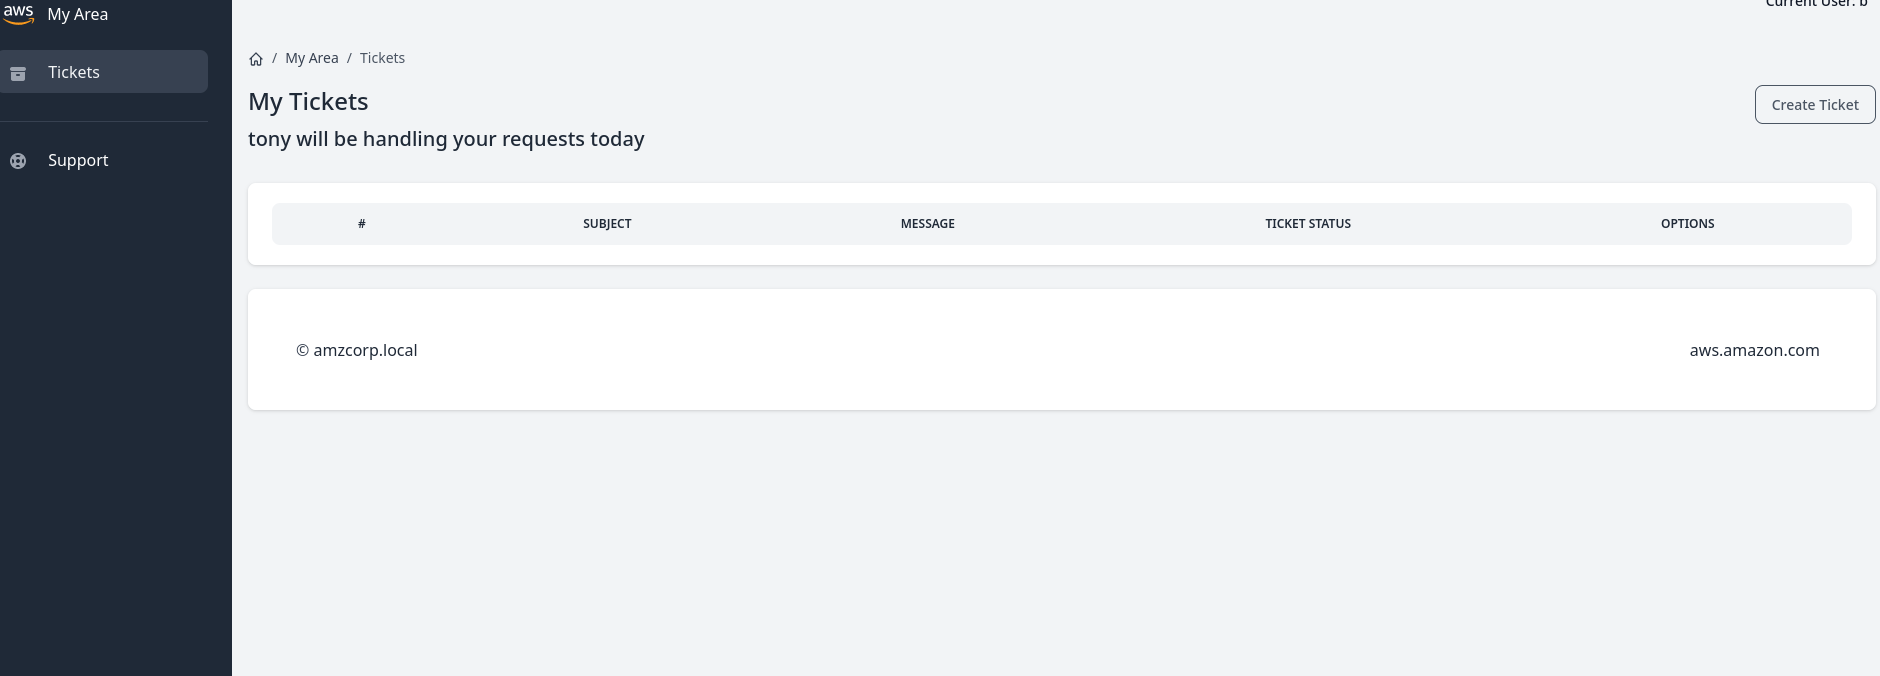 aws My Area
Current User: b
Tickets
Support
/ My Area / Tickets
My Tickets
Create Ticket
tony will be handling your requests today
# SUBJECT MESSAGE TICKET STATUS OPTIONS
© amzcorp.local aws.amazon.com